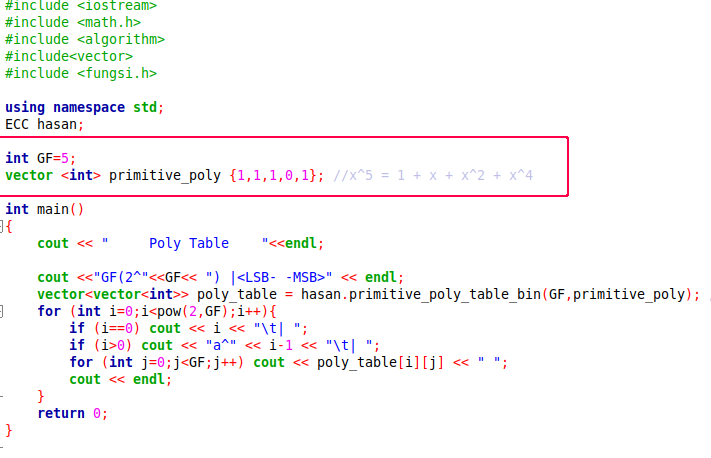 #include <iostream>
#include <math.h>
#include <algorithm>
#include<vector>
#include <fungsi.h>
using namespace std;
ECC hasan;
int GF=5;
vector <int> primitive_poly {1,1,1,0,1}; //x^5 = 1 + x + x^2 + x^4
int main()
{
    cout << "     Poly Table    "<<endl;
    cout <<"GF(2^"<<GF<< ") |<LSB- -MSB>" << endl;
    vector<vector<int>> poly_table = hasan.primitive_poly_table_bin(GF,primitive_poly);
    for (int i=0;i<pow(2,GF);i++){
        if (i==0) cout << i << "\t| ";
        if (i>0) cout << "a^" << i-1 << "\t| ";
        for (int j=0;j<GF;j++) cout << poly_table[i][j] << " ";
        cout << endl;
    }
    return 0;
}